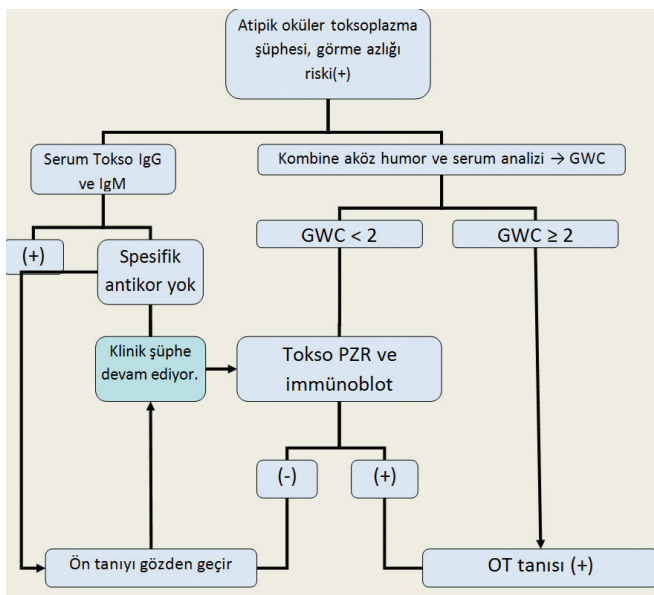 Atipik oküler toksoplazma
şüphesi, görme azlığı
riski(+)
Serum Tokso IgG
ve IgM
Kombine aköz humor ve serum analizi → GWC
(+)
Spesifik
antikor yok
GWC < 2
GWC ≥ 2
Klinik şüphe
devam ediyor.
Tokso PZR ve
immünoblot
(-)
(+)
Ön tanıyı gözden geçir
OT tanısı (+)